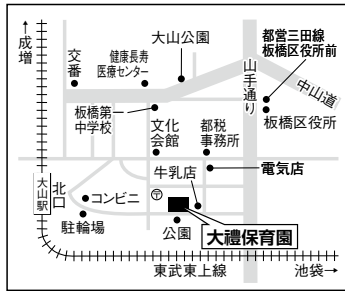 ←成増
交番
健康長寿
医療センター
大山公園
山手通り
都営三田線
板橋区役所前
中山道
板橋区役所
板橋第一
中学校
文化
会館
都税
事務所
電気店
牛乳店
大山駅
北口
コンビニ
〒
駐輪場
公園
大禮保育園
東武東上線
池袋→